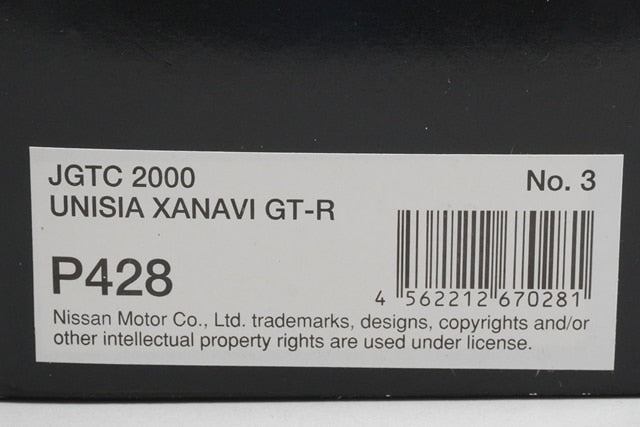 JGTC 2000
No. 3
UNISIA XANAVI GT-R
P428
4 562212 670281
Nissan Motor Co., Ltd. trademarks, designs, copyrights and/or
other intellectual property rights are used under license.